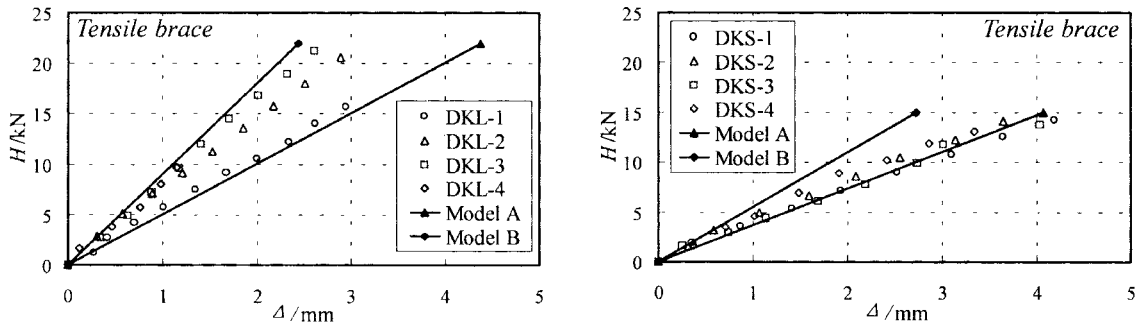 Tensile brace
H/kN
25
20
15
10
5
0
DKL-1
DKL-2
DKL-3
DKL-4
Model A
Model B
0 1 2 3 4 5
Δ/mm
Tensile brace
H/kN
25
20
15
10
5
0
DKS-1
DKS-2
DKS-3
DKS-4
Model A
Model B
0 1 2 3 4 5
Δ/mm